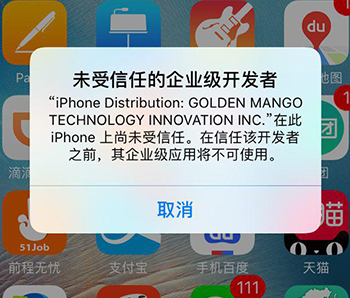 Pa
du
地图
未受信任的企业级开发者
“iPhone Distribution: GOLDEN MANGO
TECHNOLOGY INNOVATION INC.”在此
iPhone 上尚未受信任。在信任该开发者
之前，其企业级应用将不可使用。
滴滴
团
取消
51Job
前程无忧
支付宝
手机百度
天猫
111